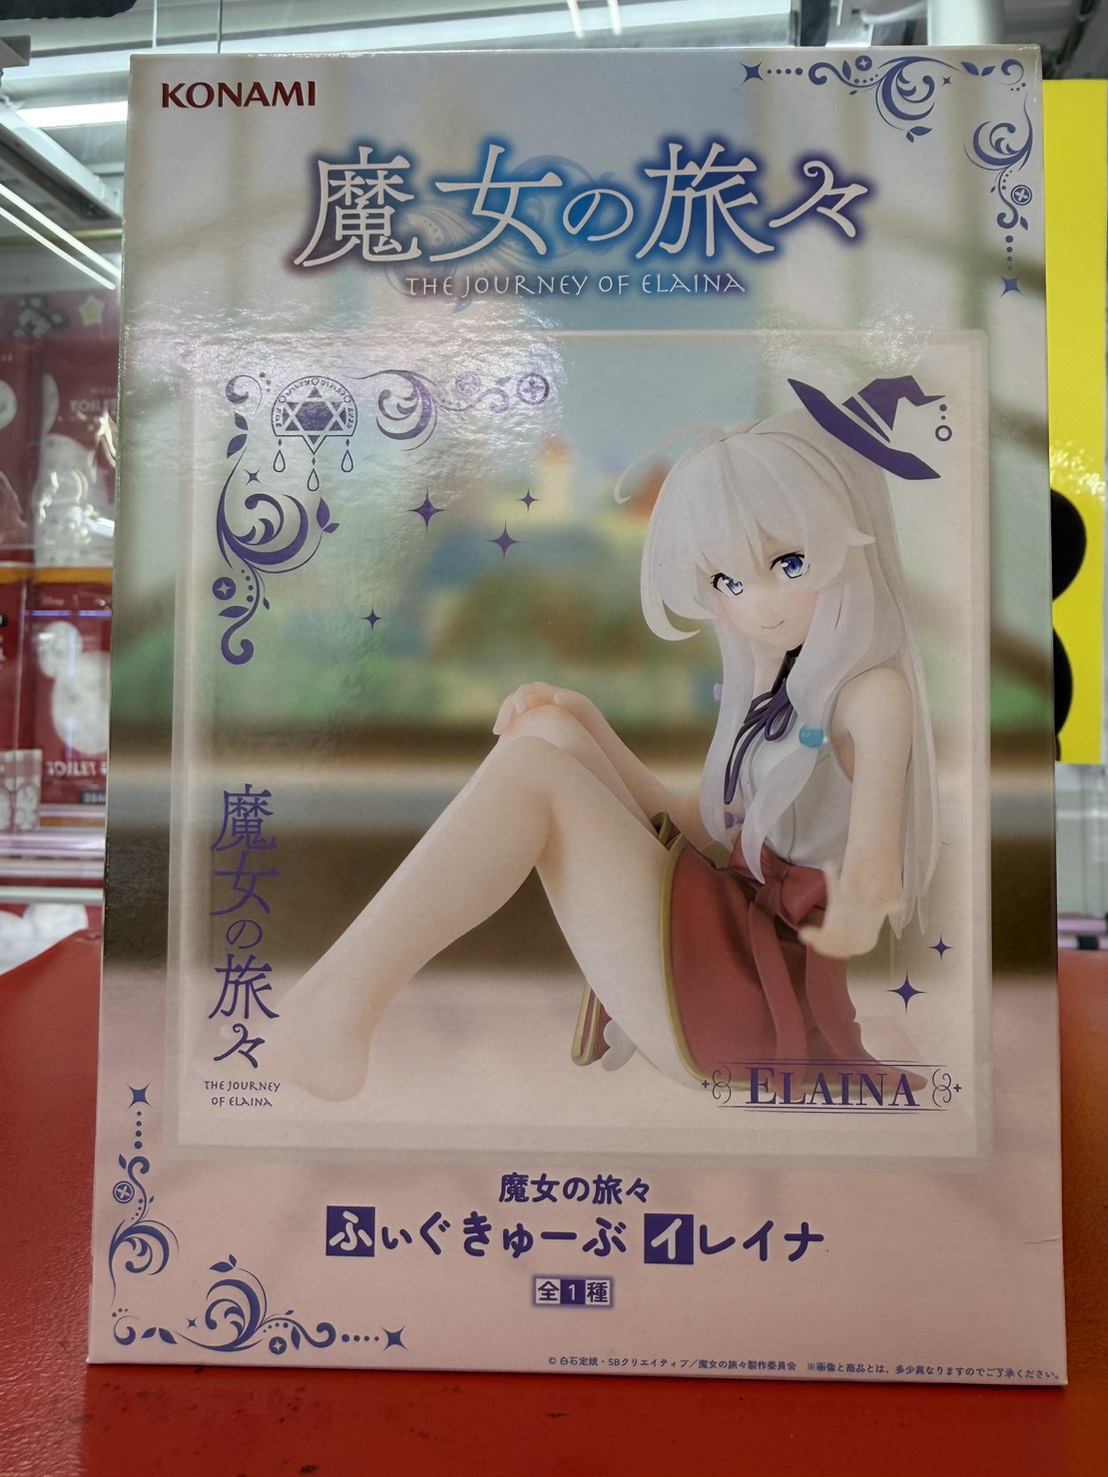 KONAMI
魔女の旅々
THE JOURNEY OF ELAINA
魔女の旅々
THE JOURNEY
OF ELAINA
ELAINA
魔女の旅々
ふぃぐきゅーぶ イレイナ
全1種
© 白石定規・SBクリエイティブ／魔女の旅々製作委員会 ※画像と商品とは、多少異なりますのでご了承ください。
TOILET